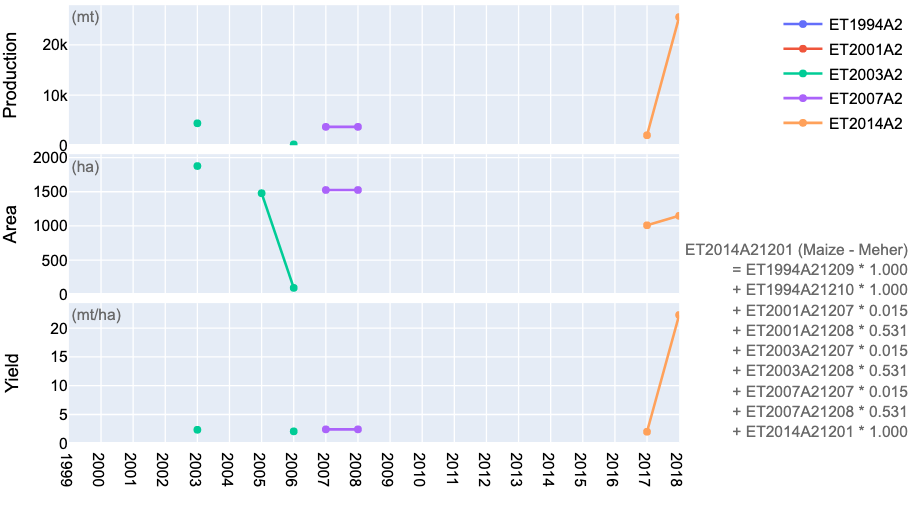 (mt)
Production
20k
10k
0
(ha)
Area
2000
1500
1000
500
0
(mt/ha)
Yield
20
15
10
5
0
1999
2000
2001
2002
2003
2004
2005
2006
2007
2008
2009
2010
2011
2012
2013
2014
2015
2016
2017
2018
ET1994A2
ET2001A2
ET2003A2
ET2007A2
ET2014A2
ET2014A21201 (Maize - Meher)
= ET1994A21209 * 1.000
+ ET1994A21210 * 1.000
+ ET2001A21207 * 0.015
+ ET2001A21208 * 0.531
+ ET2003A21207 * 0.015
+ ET2003A21208 * 0.531
+ ET2007A21207 * 0.015
+ ET2007A21208 * 0.531
+ ET2014A21201 * 1.000